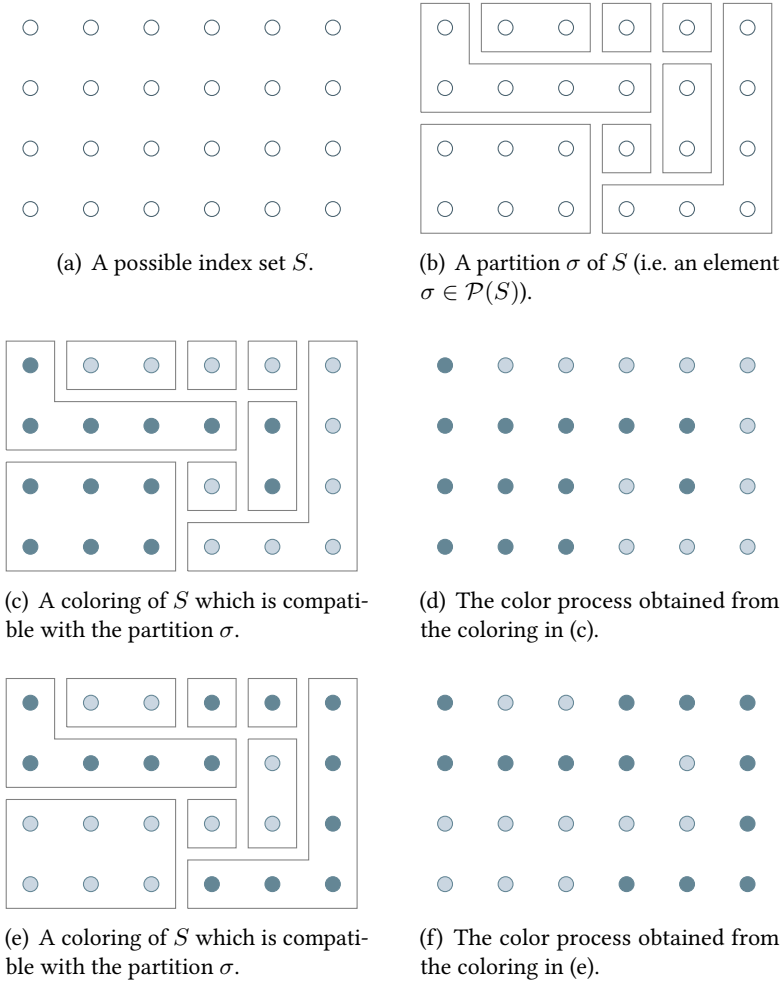 (a) A possible index set S.
(b) A partition σ of S (i.e. an element
σ ∈ 𝒫(S)).
(c) A coloring of S which is compati-
ble with the partition σ.
(d) The color process obtained from
the coloring in (c).
(e) A coloring of S which is compati-
ble with the partition σ.
(f) The color process obtained from
the coloring in (e).